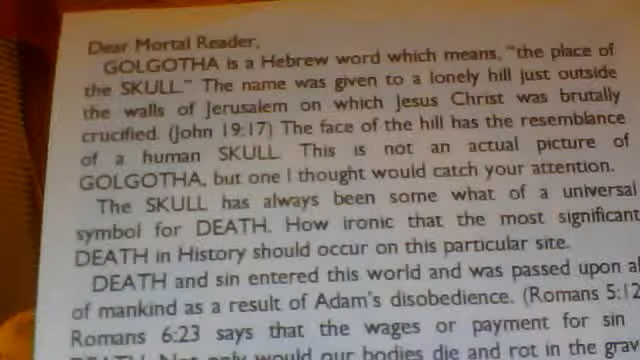 Dear Mortal Reader,
GOLGOTHA is a Hebrew word which means, "the place of
the SKULL." The name was given to a lonely hill just outside
the walls of Jerusalem on which Jesus Christ was brutally
crucified. (John 19:17) The face of the hill has the resemblance
of a human SKULL. This is not an actual picture of
GOLGOTHA, but one I thought would catch your attention.
The SKULL has always been some what of a universal
symbol for DEATH. How ironic that the most significant
DEATH in History should occur on this particular site.
DEATH and sin entered this world and was passed upon
of mankind as a result of Adam's disobedience. (Romans 5:12
Romans 6:23 says that the wages or payment for sin
DEATH. Not only would our bodies die and rot in the